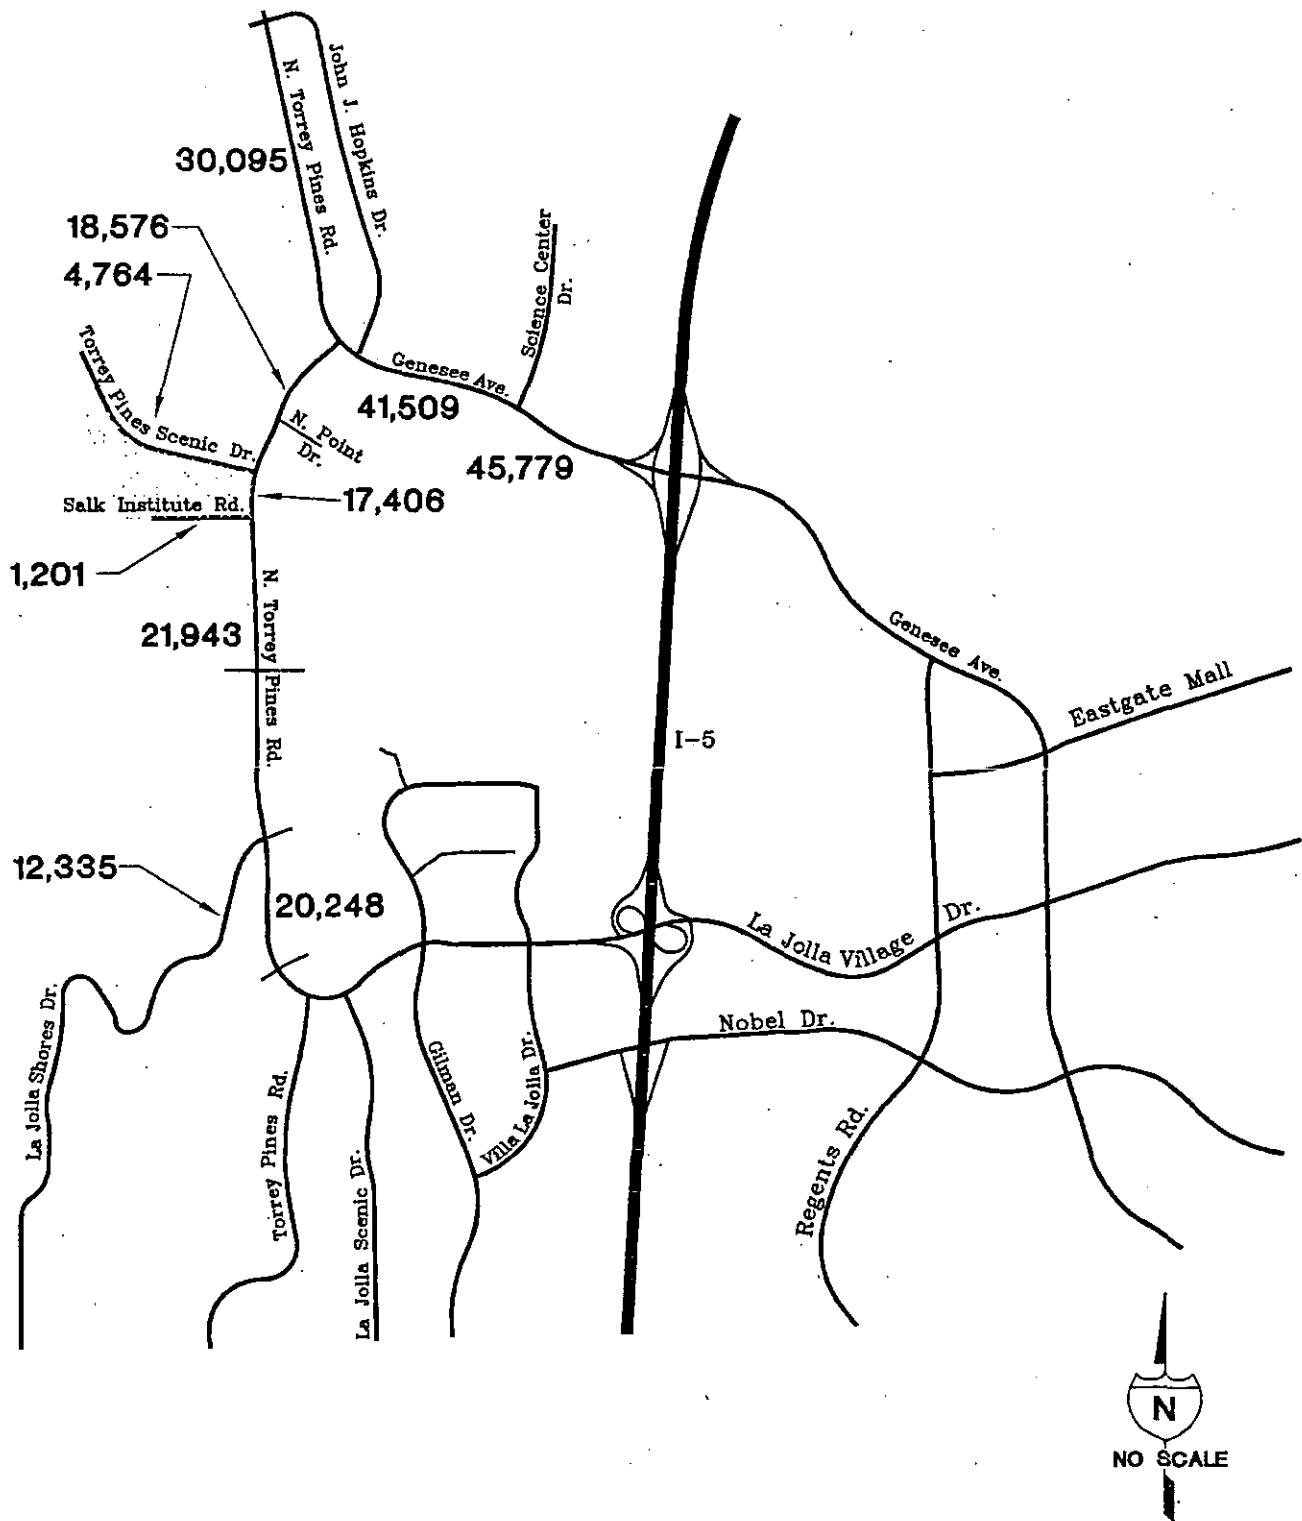 N. Torrey Pines Rd.
John J. Hopkins Dr.
30,095
18,576
4,764
Torrey Pines Scenic Dr.
Science Center
Dr.
Genesee Ave.
41,509
N. Point
Dr.
45,779
Salk Institute Rd.
17,406
1,201
N. Torrey Pines Rd.
21,943
Genesee Ave.
Eastgate Mall
I-5
12,335
20,248
La Jolla Village Dr.
Nobel Dr.
La Jolla Shores Dr.
Torrey Pines Rd.
La Jolla Scenic Dr.
Gilman Dr.
Villa La Jolla Dr.
Regents Rd.
N
NO SCALE